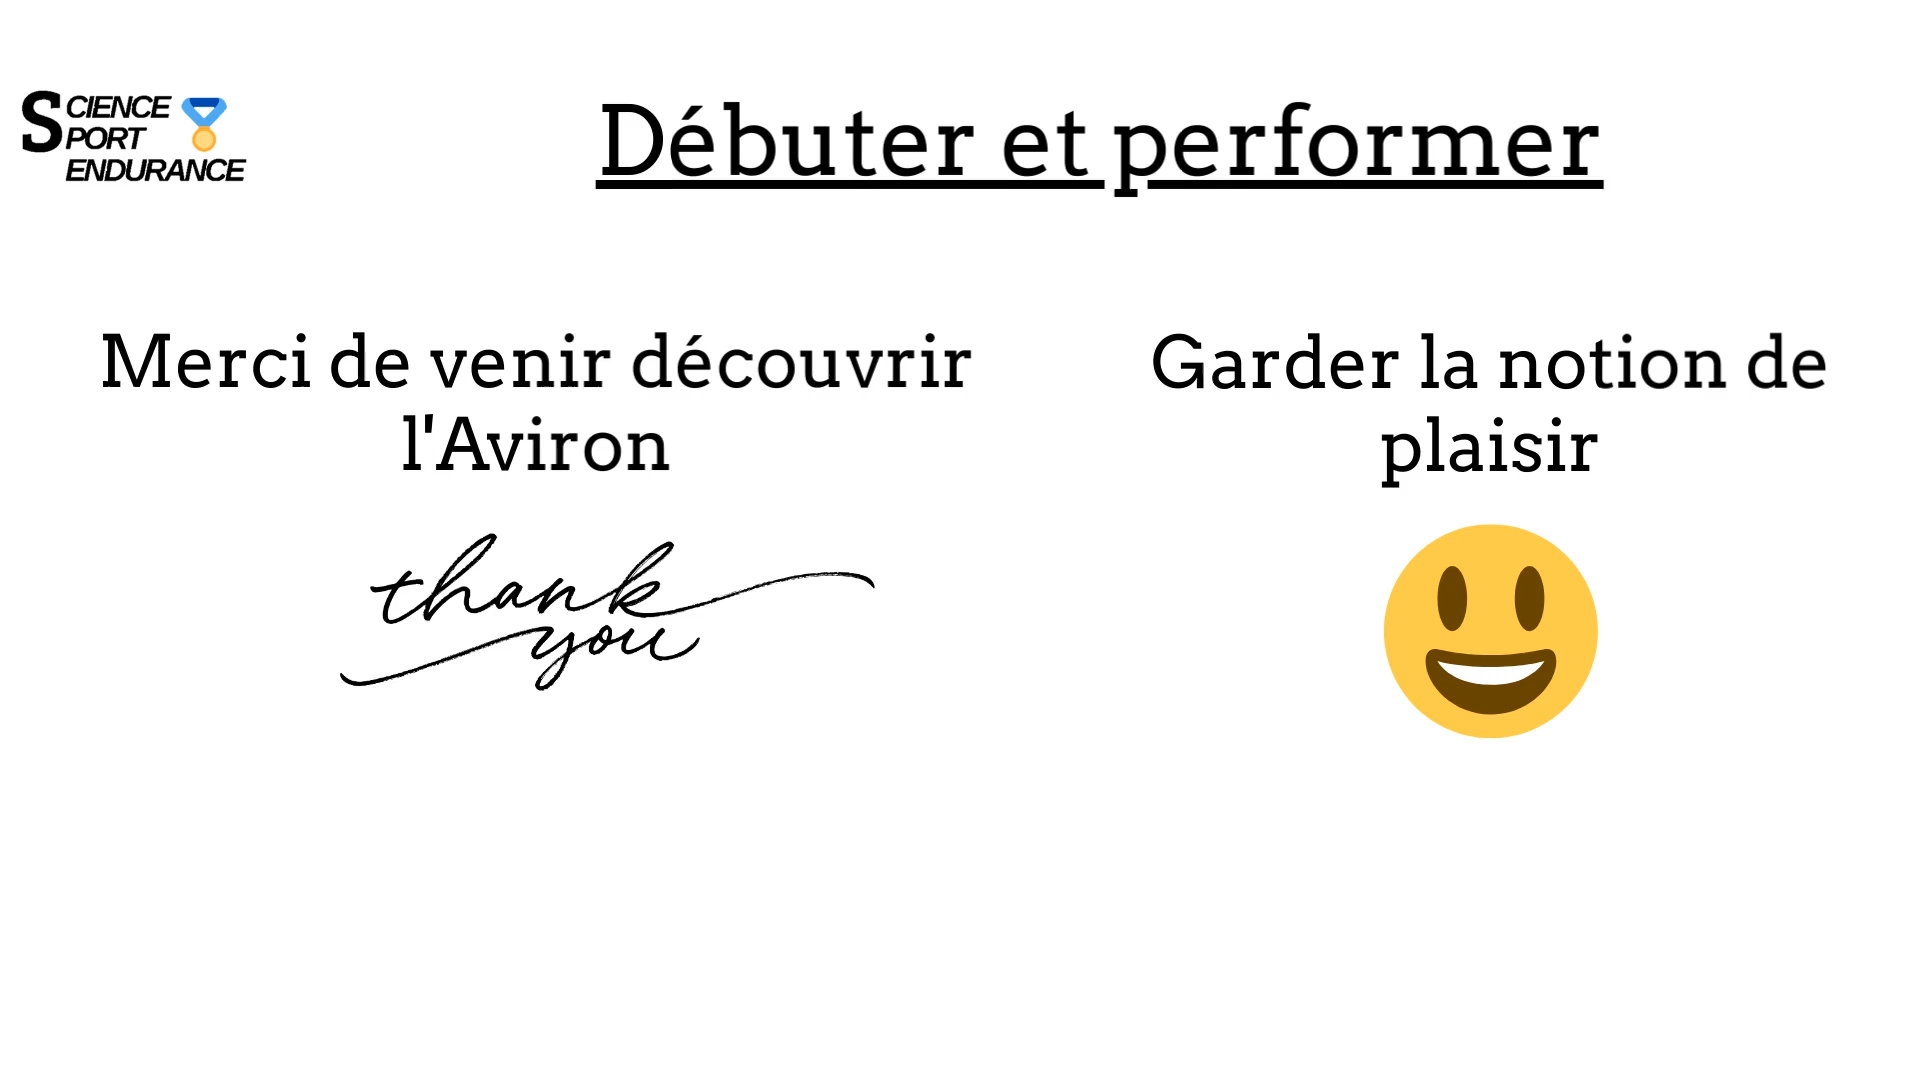 SCIENCE
SPORT
ENDURANCE
Débuter et performer
Merci de venir découvrir
l'Aviron
thank
you
Garder la notion de
plaisir